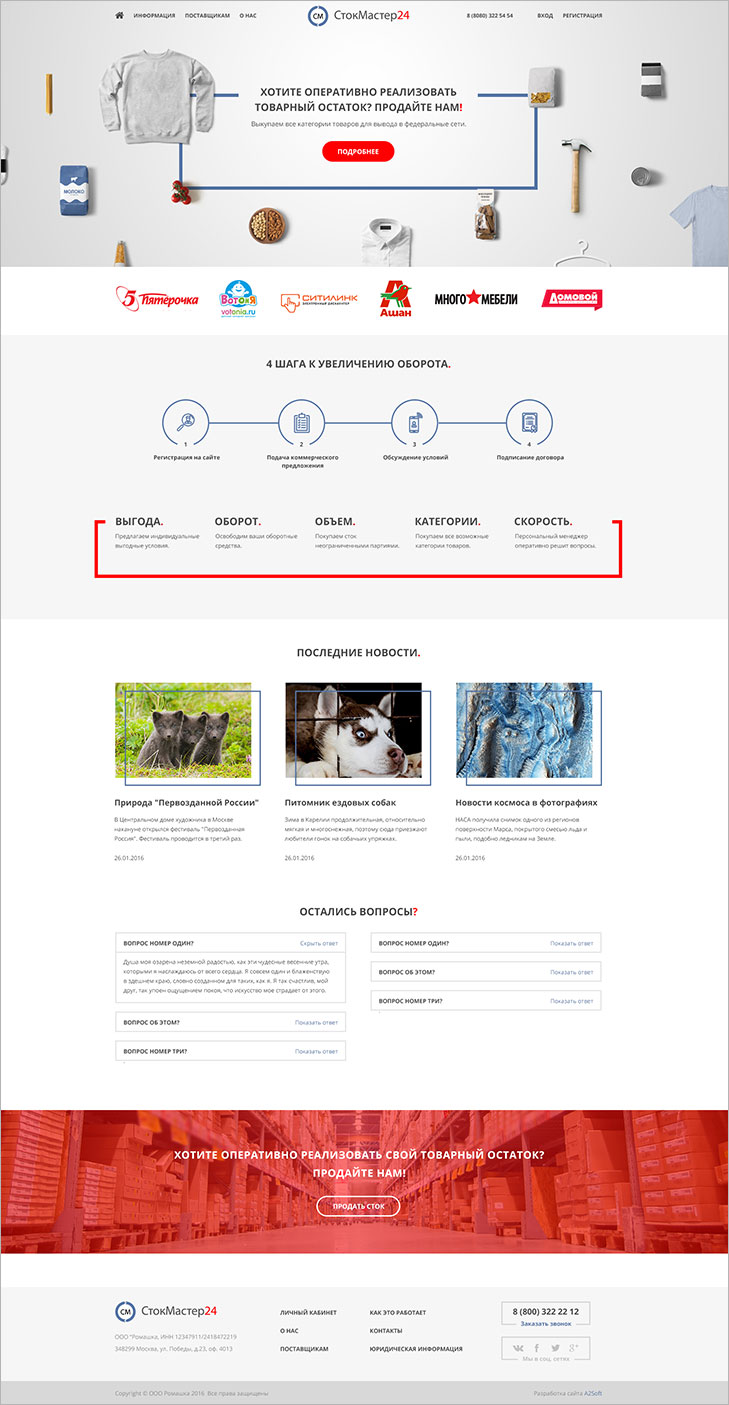 ИНФОРМАЦИЯ ПОСТАВЩИКАМ О НАС
СМ СтокМастер24
8 (8080) 322 54 54 ВХОД РЕГИСТРАЦИЯ
ХОТИТЕ ОПЕРАТИВНО РЕАЛИЗОВАТЬ
ТОВАРНЫЙ ОСТАТОК? ПРОДАЙТЕ НАМ!
Выкупаем все категории товаров для вывода в федеральные сети.
ПОДРОБНЕЕ
МОЛОКО
5 Пятерочка
ВотОнЯ
votonia.ru
СИТИЛИНК
ЭЛЕКТРОННЫЙ ДИСКАУНТЕР
Ашан
МНОГО МЕБЕЛИ
ДОМОВОЙ
4 ШАГА К УВЕЛИЧЕНИЮ ОБОРОТА.
1 2 3 4
Регистрация на сайте
Подача коммерческого
предложения
Обсуждение условий
Подписание договора
ВЫГОДА.
Предлагаем индивидуальные
выгодные условия.
ОБОРОТ.
Освободим ваши оборотные
средства.
ОБЪЕМ.
Покупаем сток
неограниченными партиями.
КАТЕГОРИИ.
Покупаем все возможные
категории товаров.
СКОРОСТЬ.
Персональный менеджер
оперативно решит вопросы.
ПОСЛЕДНИЕ НОВОСТИ.
Природа "Первозданной России"
В Центральном доме художника в Москве
накануне открылся фестиваль "Первозданная
Россия". Фестиваль проводится в третий раз.
26.01.2016
Питомник ездовых собак
Зима в Карелии продолжительная, относительно
мягкая и многоснежная, поэтому сюда приезжают
любители гонок на собачьих упряжках.
26.01.2016
Новости космоса в фотографиях
НАСА получила снимок одного из регионов
поверхности Марса, покрытого смесью льда и
пыли, подобно ледникам на Земле.
26.01.2016
ОСТАЛИСЬ ВОПРОСЫ?
ВОПРОС НОМЕР ОДИН? Скрыть ответ
Душа моя озарена неземной радостью, как эти чудесные весенние утра,
которыми я наслаждаюсь от всего сердца. Я совсем один и блаженствую
в здешнем краю, словно созданном для таких, как я. Я так счастлив, мой
друг, так упоен ощущением покоя, что искусство мое страдает от этого.
ВОПРОС ОБ ЭТОМ? Показать ответ
ВОПРОС НОМЕР ТРИ? Показать ответ
ВОПРОС НОМЕР ОДИН? Показать ответ
ВОПРОС ОБ ЭТОМ? Показать ответ
ВОПРОС НОМЕР ТРИ? Показать ответ
ХОТИТЕ ОПЕРАТИВНО РЕАЛИЗОВАТЬ СВОЙ ТОВАРНЫЙ ОСТАТОК?
ПРОДАЙТЕ НАМ!
ПРОДАТЬ СТОК
СМ СтокМастер24
ООО "Ромашка, ИНН 12347911/2418472219
348299 Москва, ул. Победы, д.23, оф. 4013
ЛИЧНЫЙ КАБИНЕТ
О НАС
ПОСТАВЩИКАМ
КАК ЭТО РАБОТАЕТ
КОНТАКТЫ
ЮРИДИЧЕСКАЯ ИНФОРМАЦИЯ
8 (800) 322 22 12
Заказать звонок
Мы в соц. сетях
Copyright © ООО Ромашка 2016. Все права защищены
Разработка сайта A2Soft